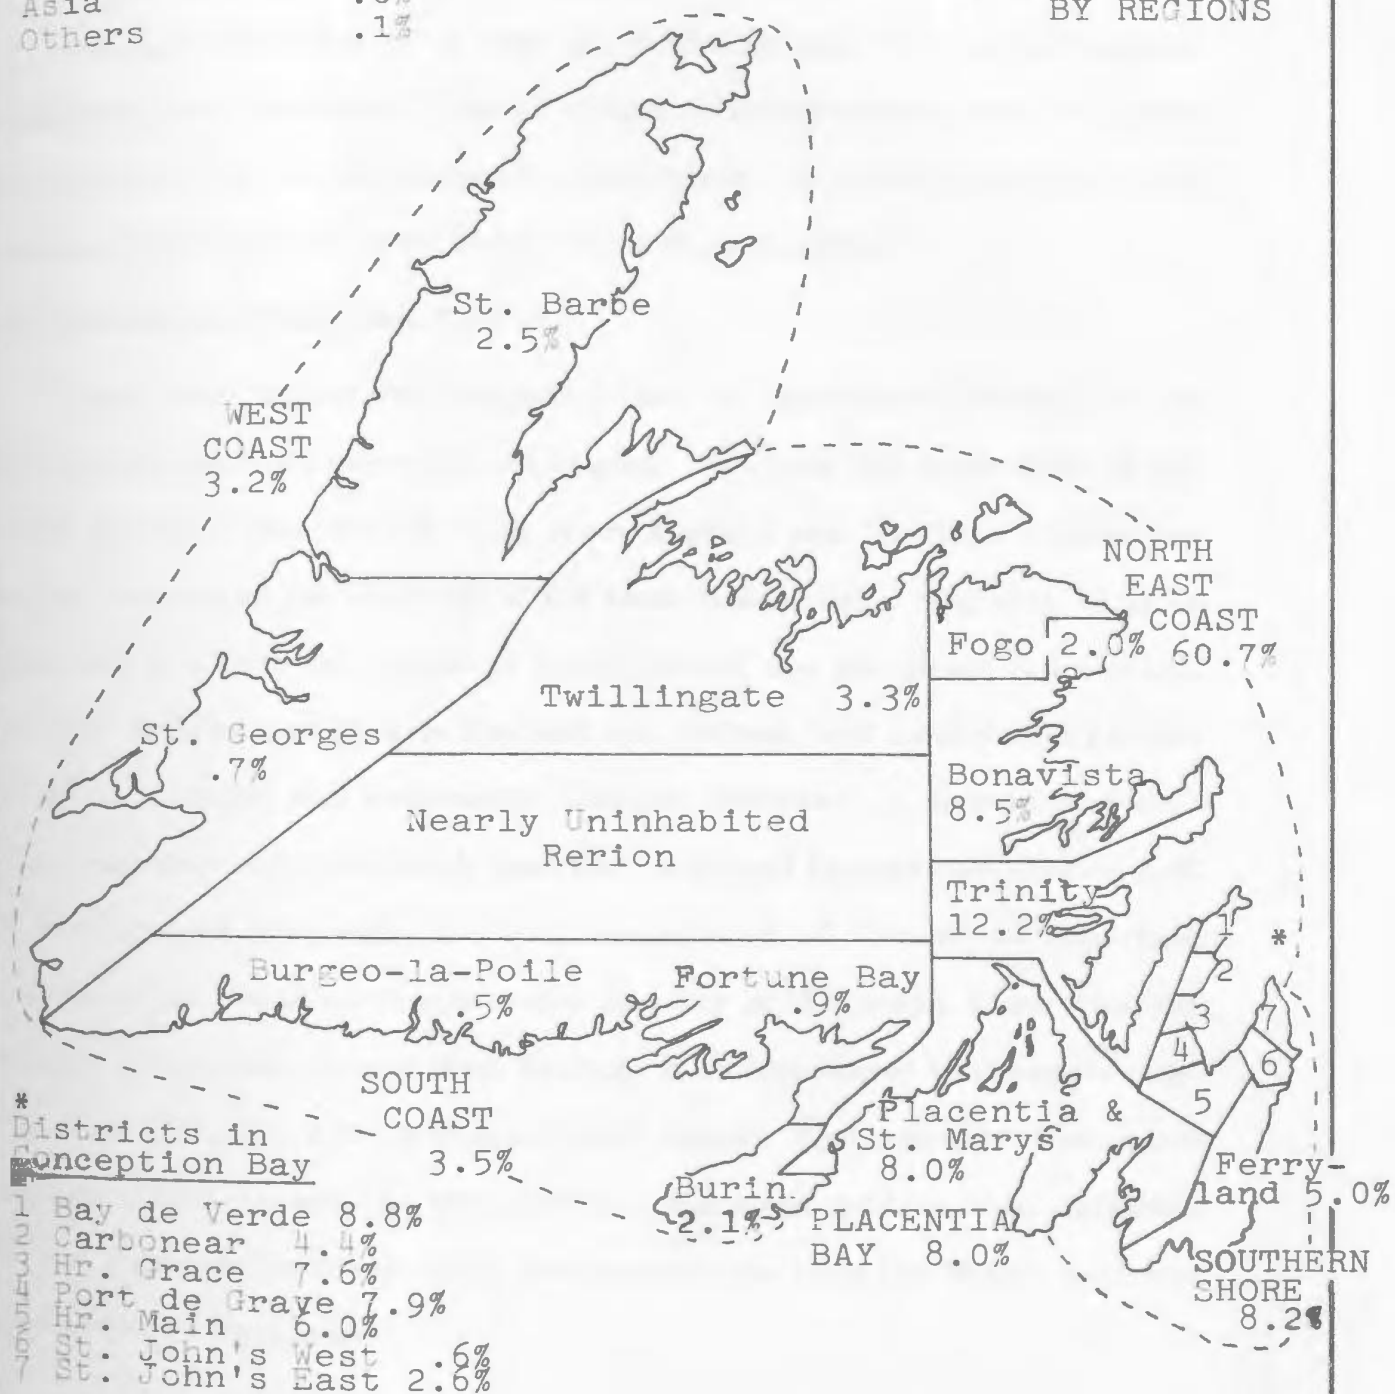 Asia
Others .1%
BY REGIONS
St. Barbe
2.5%
WEST
COAST
3.2%
NORTH
EAST
COAST
60.7%
Fogo 2.0%
Twillingate 3.3%
St. Georges
.7%
Bonavista
8.5%
Nearly Uninhabited
Rerion
Trinity
12.2%
*
1
2
3
4
5
6
7
Burgeo-la-Poile
.5%
Fortune Bay
.9%
SOUTH
COAST
3.5%
Placentia &
St. Marys
8.0%
Burin
2.1%
PLACENTIA
BAY 8.0%
Ferry-
land 5.0%
SOUTHERN
SHORE
8.2%
*
Districts in
Conception Bay
1 Bay de Verde 8.8%
2 Carbonear 4.4%
3 Hr. Grace 7.6%
4 Port de Grave 7.9%
5 Hr. Main 6.0%
6 St. John's West .6%
7 St. John's East 2.6%